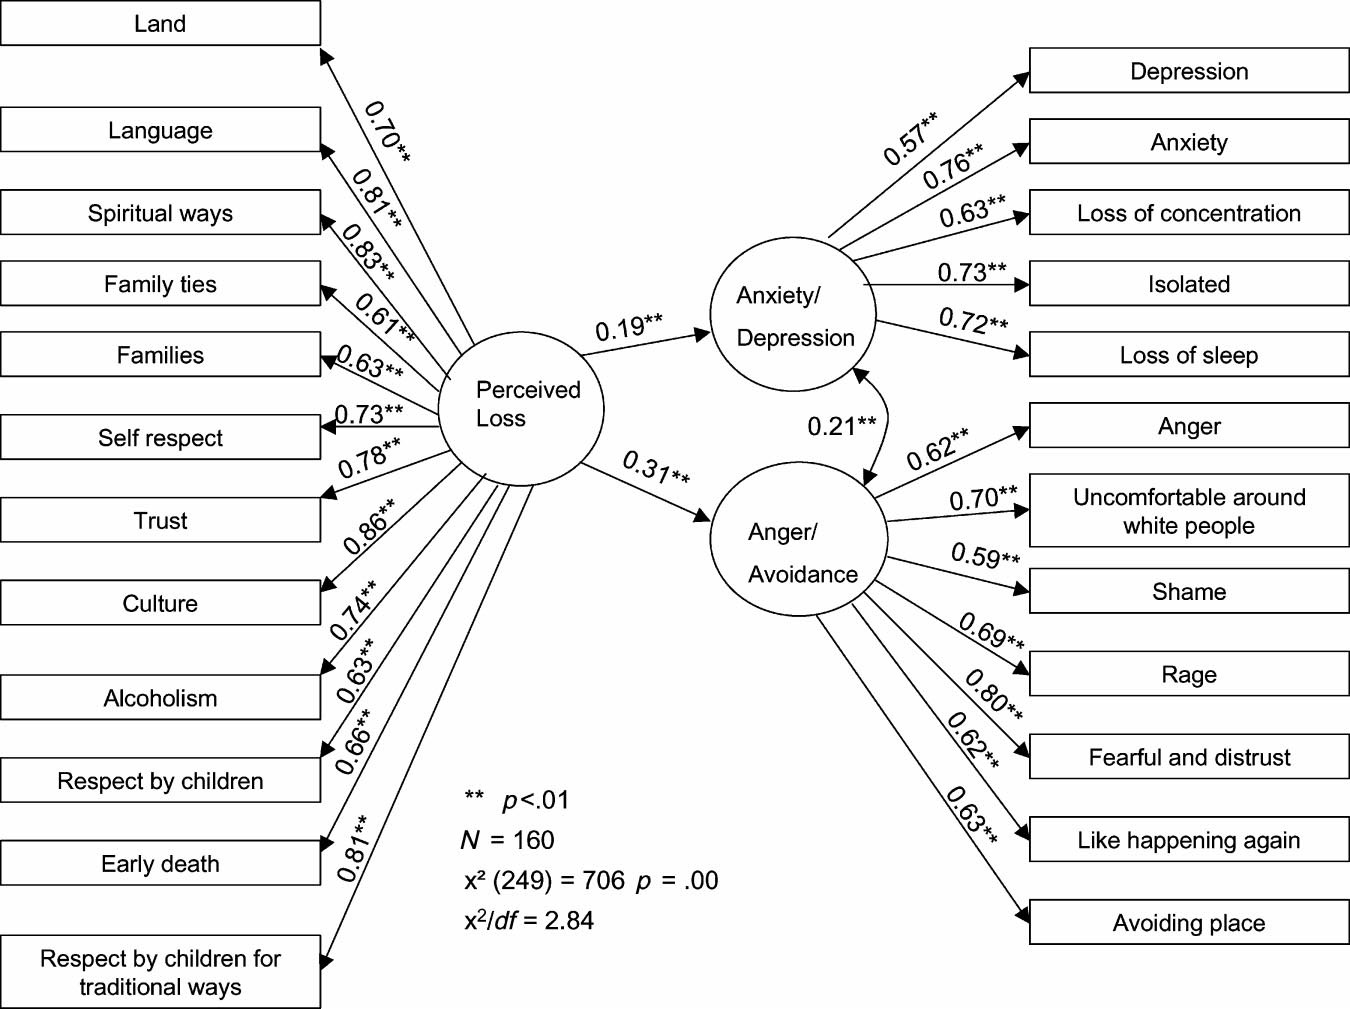 Land
Language
Spiritual ways
Family ties
Families
Self respect
Trust
Culture
Alcoholism
Respect by children
Early death
Respect by children for
traditional ways
0.70**
0.81**
0.83**
0.61**
0.63**
0.73**
0.78**
0.86**
0.74**
0.63**
0.66**
0.81**
Perceived
Loss
0.19**
0.31**
Anxiety/
Depression
0.21**
Anger/
Avoidance
0.57**
0.76**
0.63**
0.73**
0.72**
0.62**
0.70**
0.59**
0.69**
0.80**
0.62**
0.63**
Depression
Anxiety
Loss of concentration
Isolated
Loss of sleep
Anger
Uncomfortable around
white people
Shame
Rage
Fearful and distrust
Like happening again
Avoiding place
** p<.01
N = 160
x² (249) = 706 p = .00
x²/df = 2.84